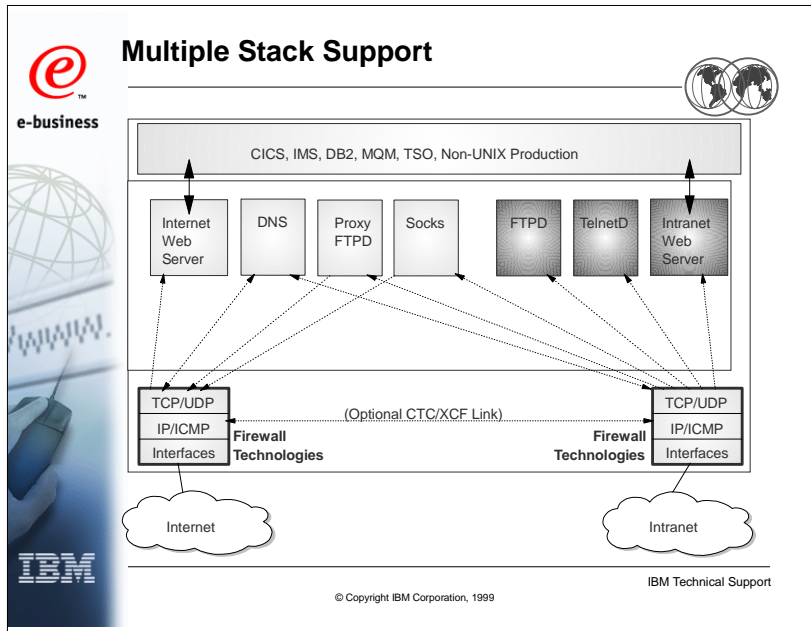 Multiple Stack Support
e
TM
e-business
CICS, IMS, DB2, MQM, TSO, Non-UNIX Production
Internet
Web
Server
DNS
Proxy
FTPD
Socks
FTPD
TelnetD
Intranet
Web
Server
TCP/UDP
IP/ICMP
Interfaces
Firewall
Technologies
(Optional CTC/XCF Link)
Firewall
Technologies
TCP/UDP
IP/ICMP
Interfaces
Internet
Intranet
IBM
IBM Technical Support
© Copyright IBM Corporation, 1999